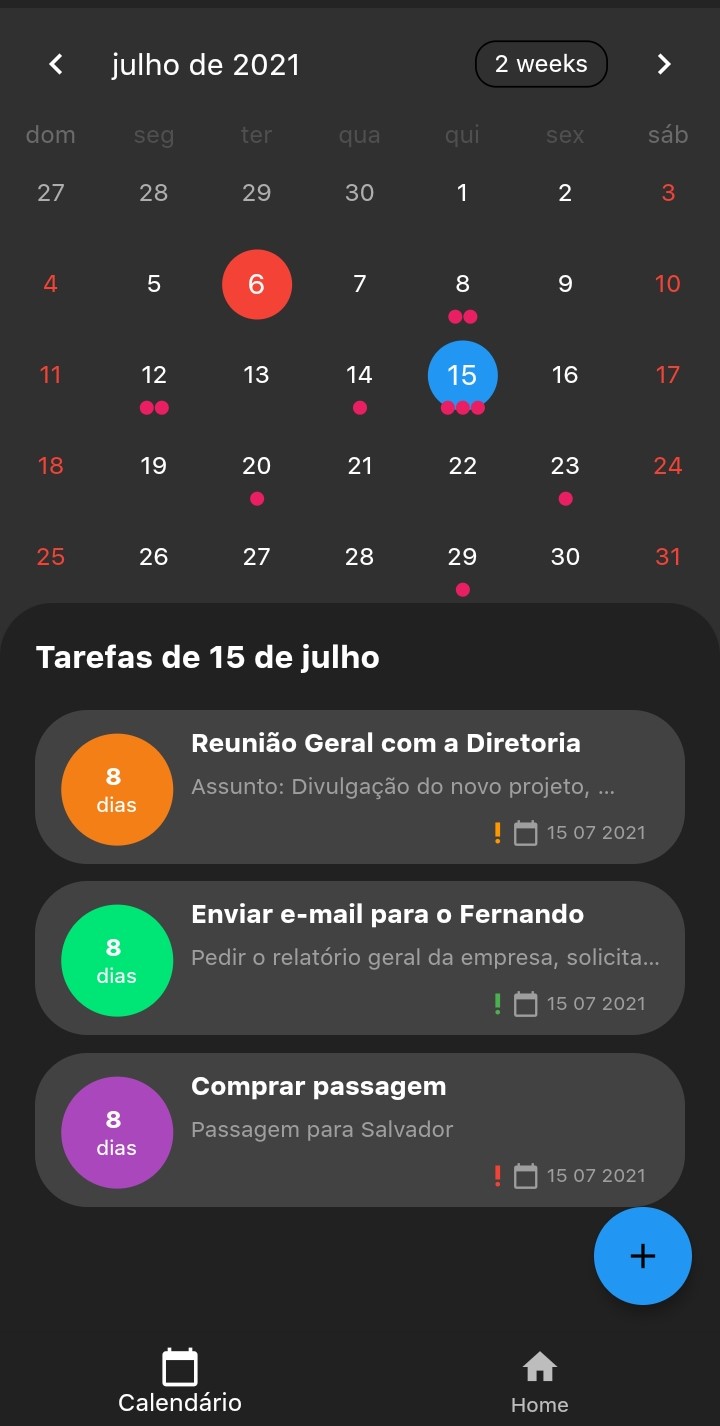 julho de 2021 2 weeks
dom seg ter qua qui sex sáb
27 28 29 30 1 2 3
4 5 6 7 8 9 10
11 12 13 14 15 16 17
18 19 20 21 22 23 24
25 26 27 28 29 30 31
Tarefas de 15 de julho
Reunião Geral com a Diretoria
8
dias
Assunto: Divulgação do novo projeto, ...
! 15 07 2021
Enviar e-mail para o Fernando
8
dias
Pedir o relatório geral da empresa, solicita...
! 15 07 2021
Comprar passagem
8
dias
Passagem para Salvador
! 15 07 2021
+
Calendário Home